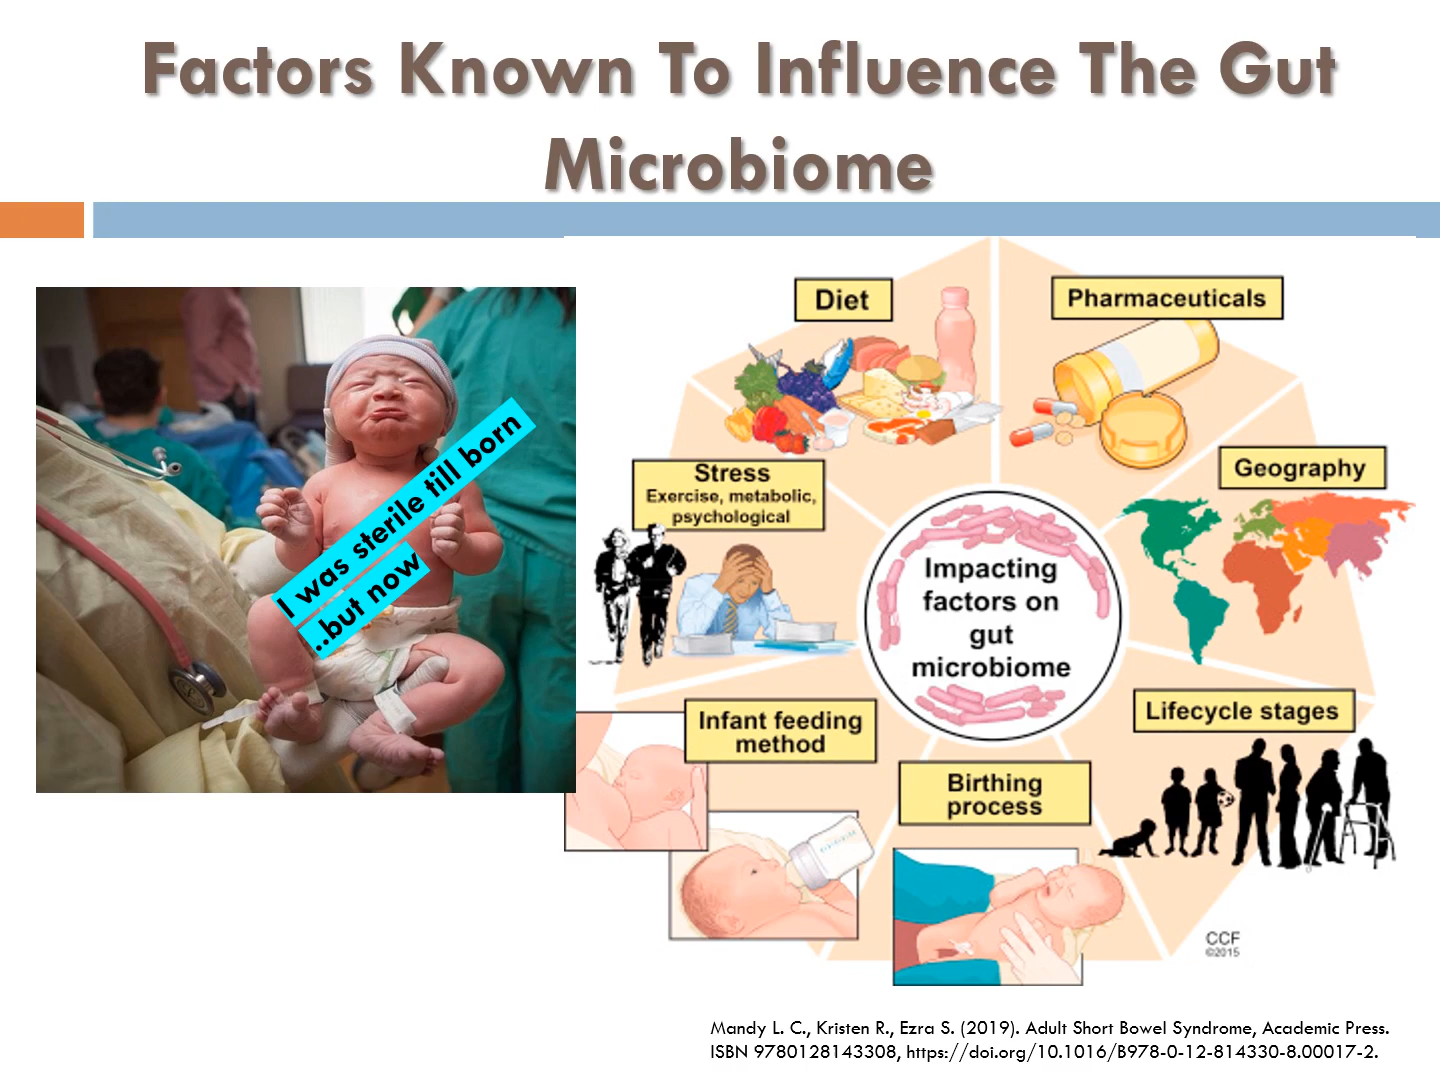 Factors Known To Influence The Gut
Microbiome
I was sterile till born
..but now
Diet
Pharmaceuticals
Stress
Exercise, metabolic,
psychological
Geography
Impacting
factors on
gut
microbiome
Infant feeding
method
Lifecycle stages
Birthing
process
CCF
©2015
Mandy L. C., Kristen R., Ezra S. (2019). Adult Short Bowel Syndrome, Academic Press.
ISBN 9780128143308, https://doi.org/10.1016/B978-0-12-814330-8.00017-2.